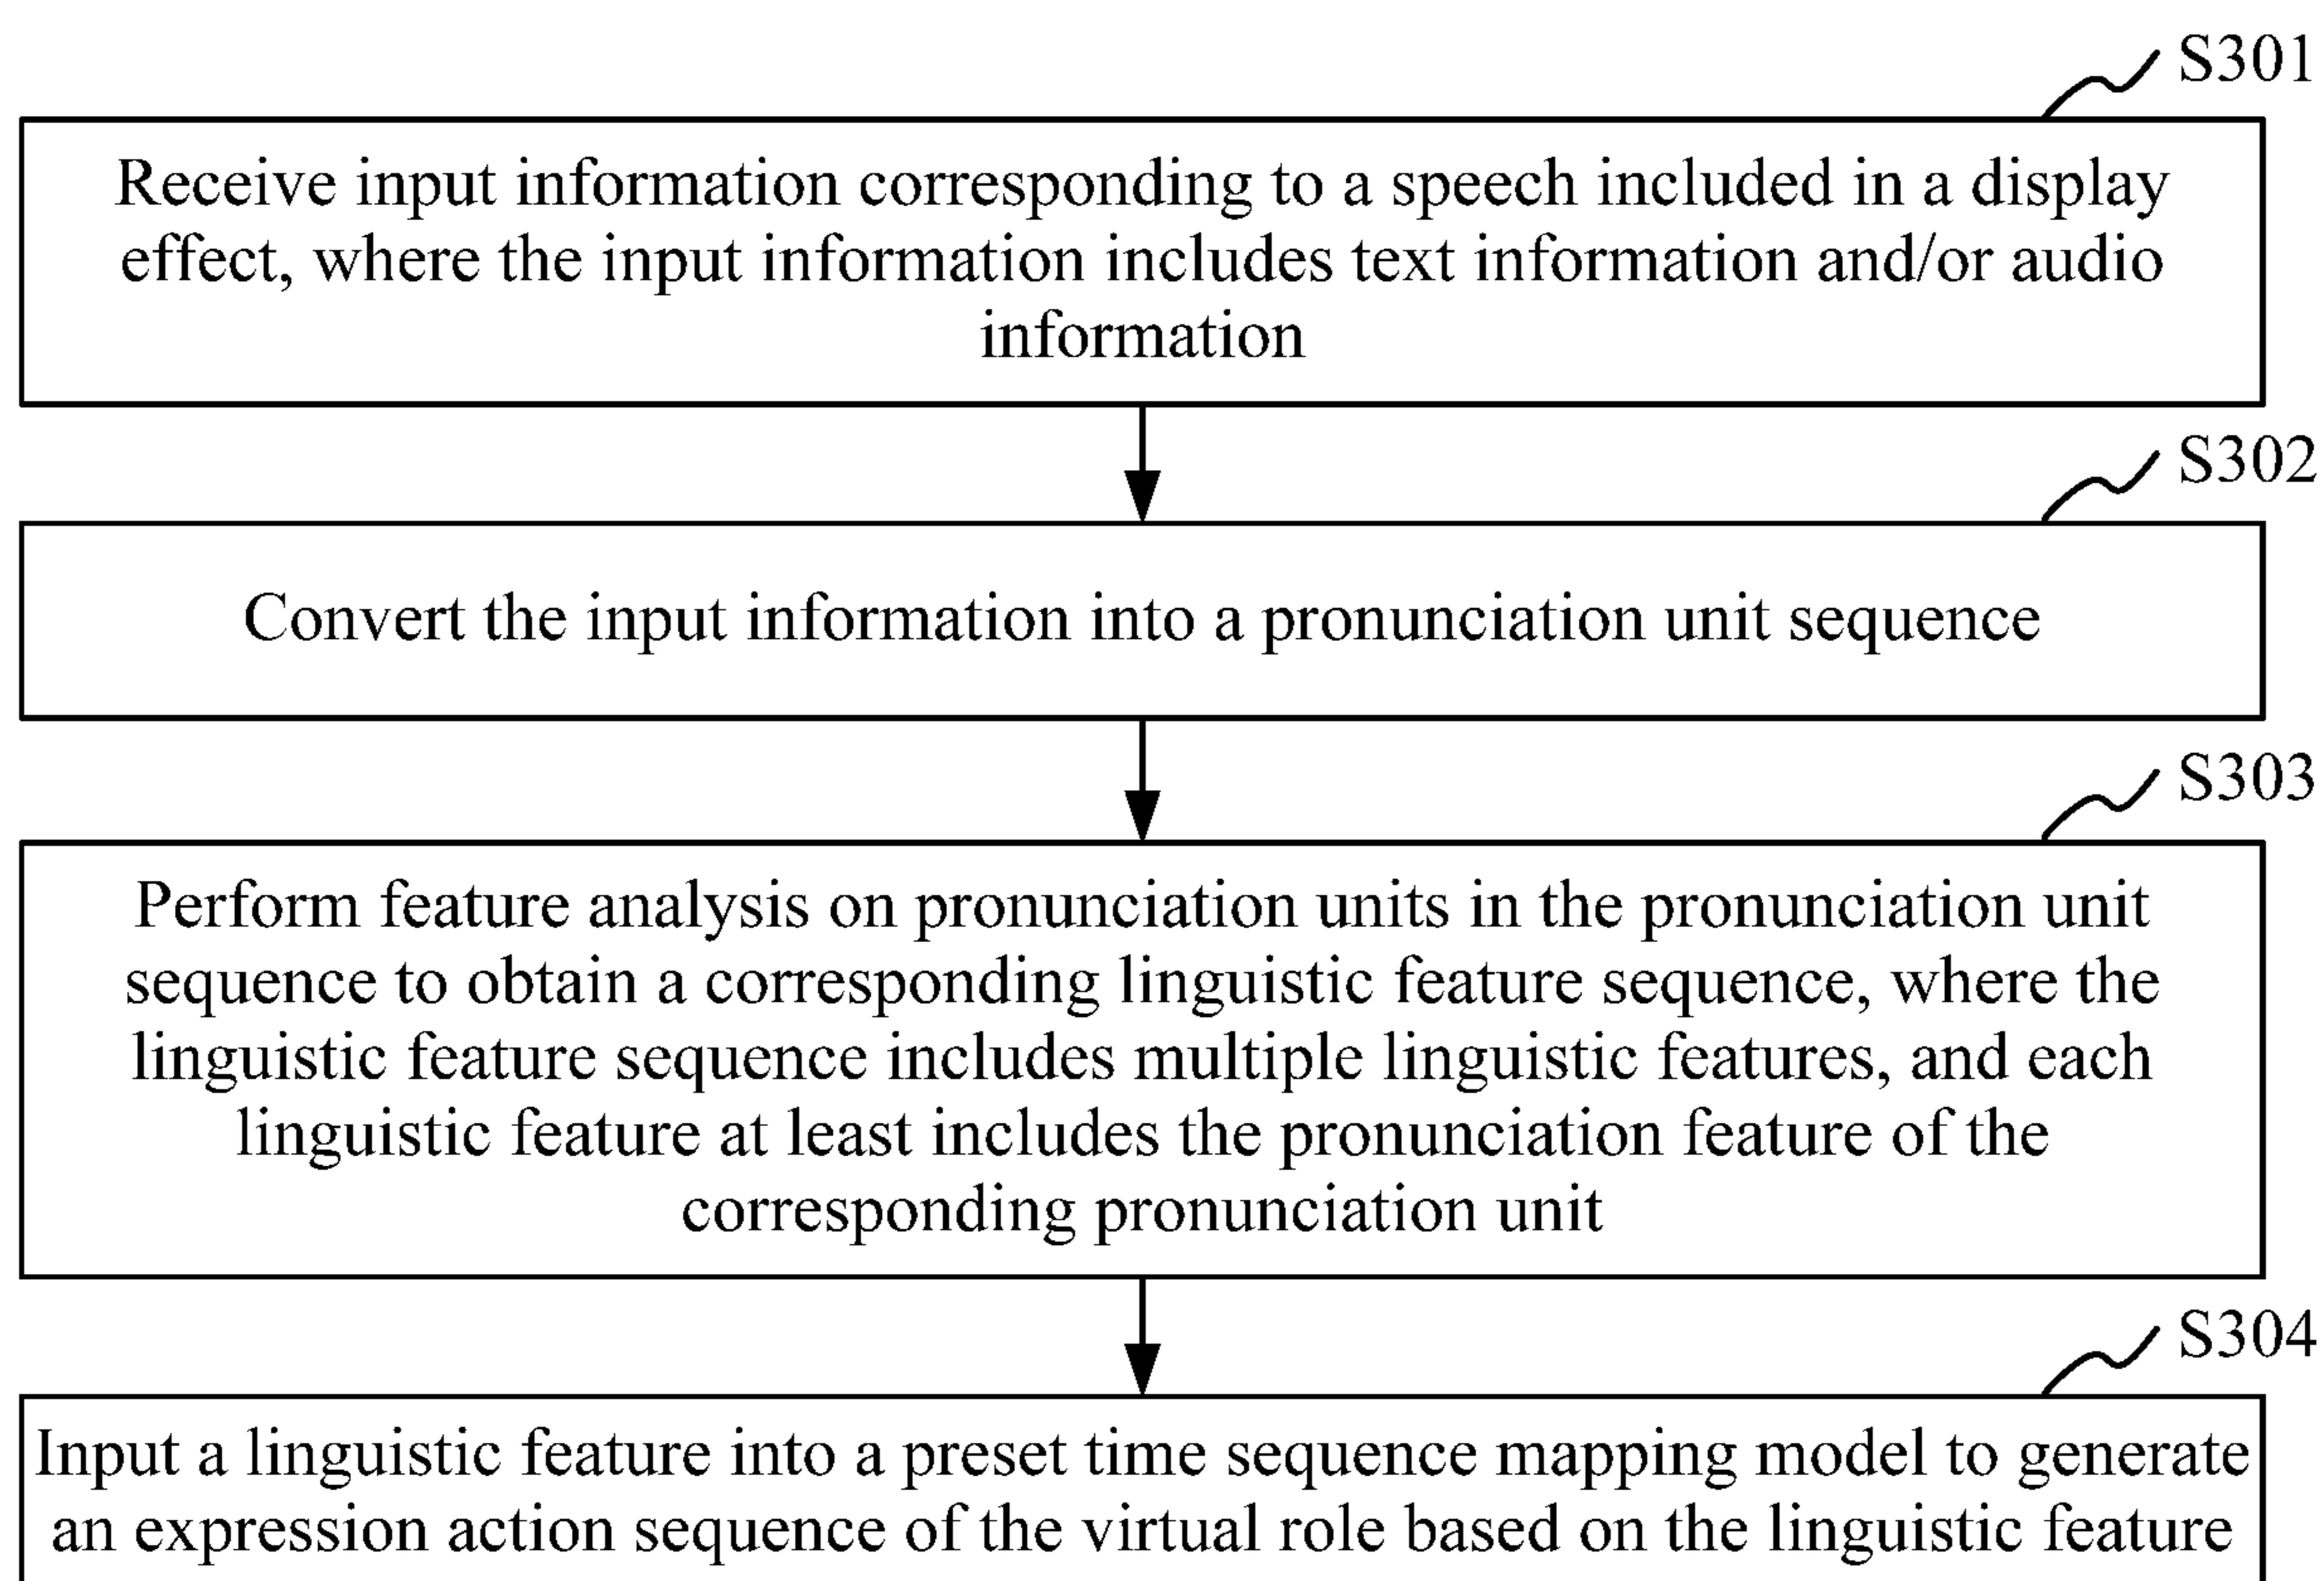 S301
Receive input information corresponding to a speech included in a display
effect, where the input information includes text information and/or audio
information
S302
Convert the input information into a pronunciation unit sequence
S303
Perform feature analysis on pronunciation units in the pronunciation unit
sequence to obtain a corresponding linguistic feature sequence, where the
linguistic feature sequence includes multiple linguistic features, and each
linguistic feature at least includes the pronunciation feature of the
corresponding pronunciation unit
S304
Input a linguistic feature into a preset time sequence mapping model to generate
an expression action sequence of the virtual role based on the linguistic feature